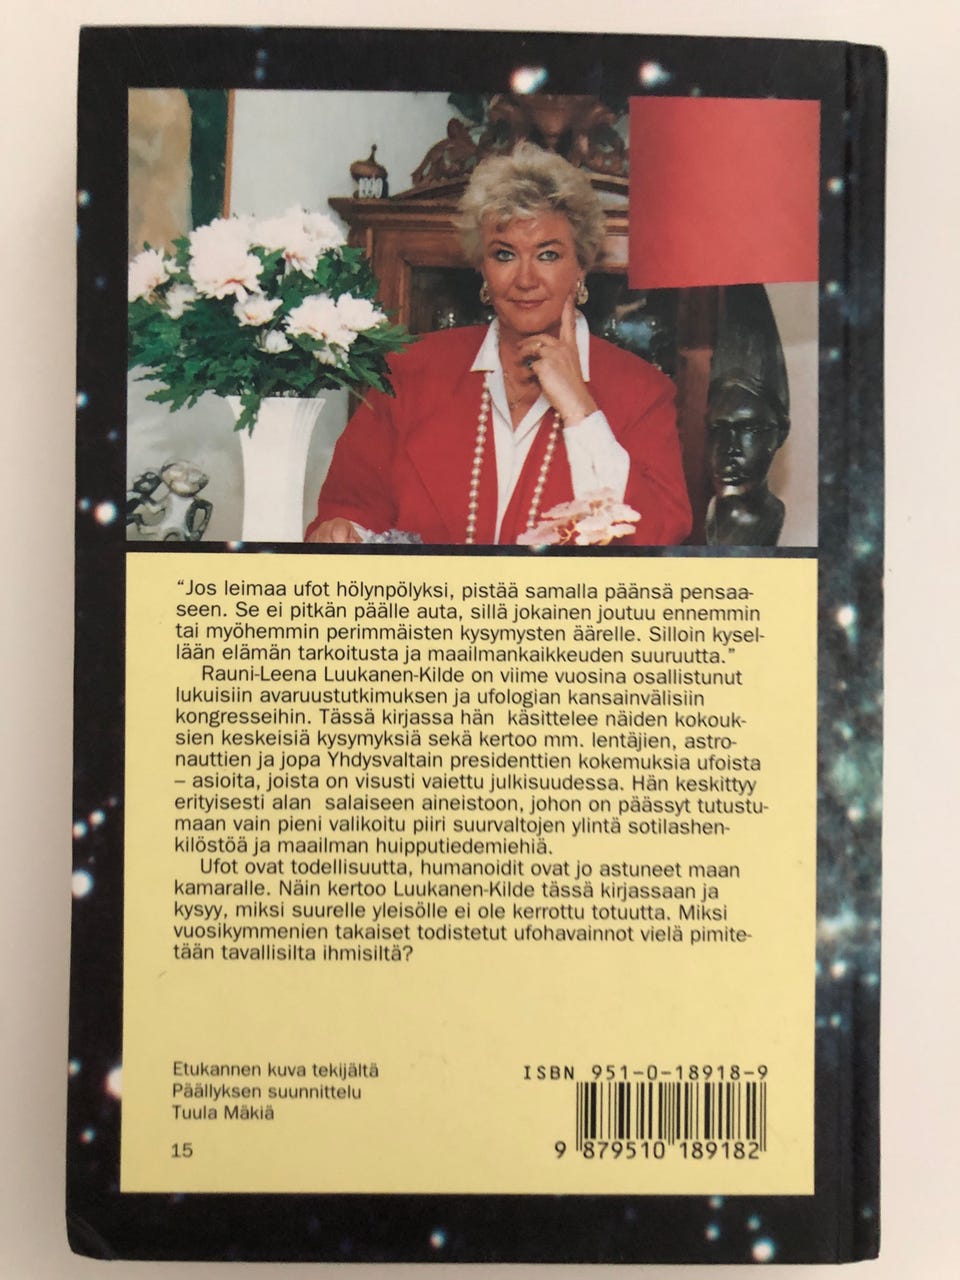 1990
“Jos leimaa ufot hölynpölyksi, pistää samalla päänsä pensaa-
seen. Se ei pitkän päälle auta, sillä jokainen joutuu ennemmin
tai myöhemmin perimmäisten kysymysten äärelle. Silloin kysel-
lään elämän tarkoitusta ja maailmankaikkeuden suuruutta.”
Rauni-Leena Luukanen-Kilde on viime vuosina osallistunut
lukuisiin avaruustutkimuksen ja ufologian kansainvälisiin
kongresseihin. Tässä kirjassa hän käsittelee näiden kokouk-
sien keskeisiä kysymyksiä sekä kertoo mm. lentäjien, astro-
nauttien ja jopa Yhdysvaltain presidenttien kokemuksia ufoista
– asioita, joista on visusti vaiettu julkisuudessa. Hän keskittyy
erityisesti alan salaiseen aineistoon, johon on päässyt tutustu-
maan vain pieni valikoitu piiri suurvaltojen ylintä sotilashen-
kilöstöä ja maailman huipputiedemiehiä.
Ufot ovat todellisuutta, humanoidit ovat jo astuneet maan
kamaralle. Näin kertoo Luukanen-Kilde tässä kirjassaan ja
kysyy, miksi suurelle yleisölle ei ole kerrottu totuutta. Miksi
vuosikymmenien takaiset todistetut ufohavainnot vielä pimite-
tään tavallisilta ihmisiltä?
Etukannen kuva tekijältä
Päällyksen suunnittelu
Tuula Mäkiä
15
ISBN 951-0-18918-9
9 879510 189182